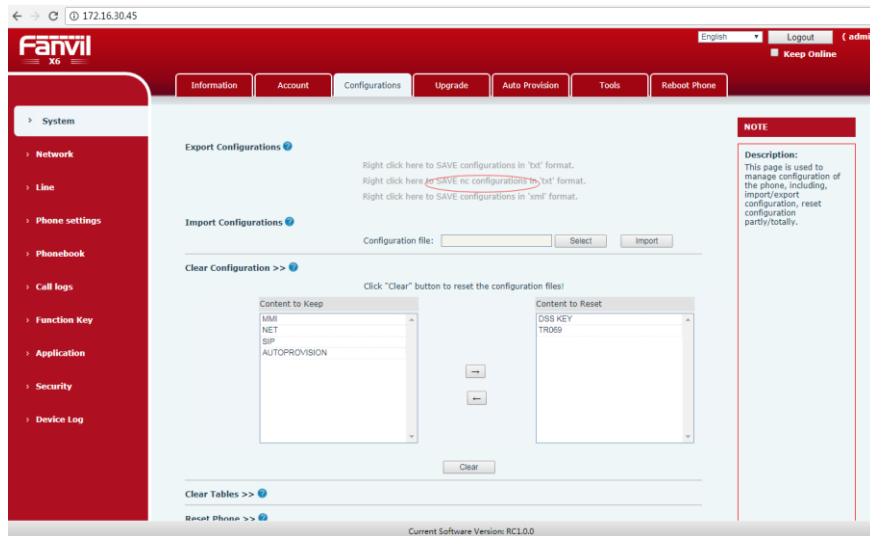 172.16.30.45
Fanvil
X6
English
Logout
( admi
Keep Online
Information
Account
Configurations
Upgrade
Auto Provision
Tools
Reboot Phone
› System
› Network
› Line
› Phone settings
› Phonebook
› Call logs
› Function Key
› Application
› Security
› Device Log
Export Configurations
Right click here to SAVE configurations in 'txt' format.
Right click here to SAVE nc configurations in 'txt' format.
Right click here to SAVE configurations in 'xml' format.
Import Configurations
Configuration file:
Select
Import
Clear Configuration >>
Click "Clear" button to reset the configuration files!
Content to Keep
MMI
NET
SIP
AUTOPROVISION
→
←
Content to Reset
DSS KEY
TR069
Clear
Clear Tables >>
Reset Phone >>
NOTE
Description:
This page is used to
manage configuration of
the phone, including,
import/export
configuration, reset
configuration
partly/totally.
Current Software Version: RC1.0.0